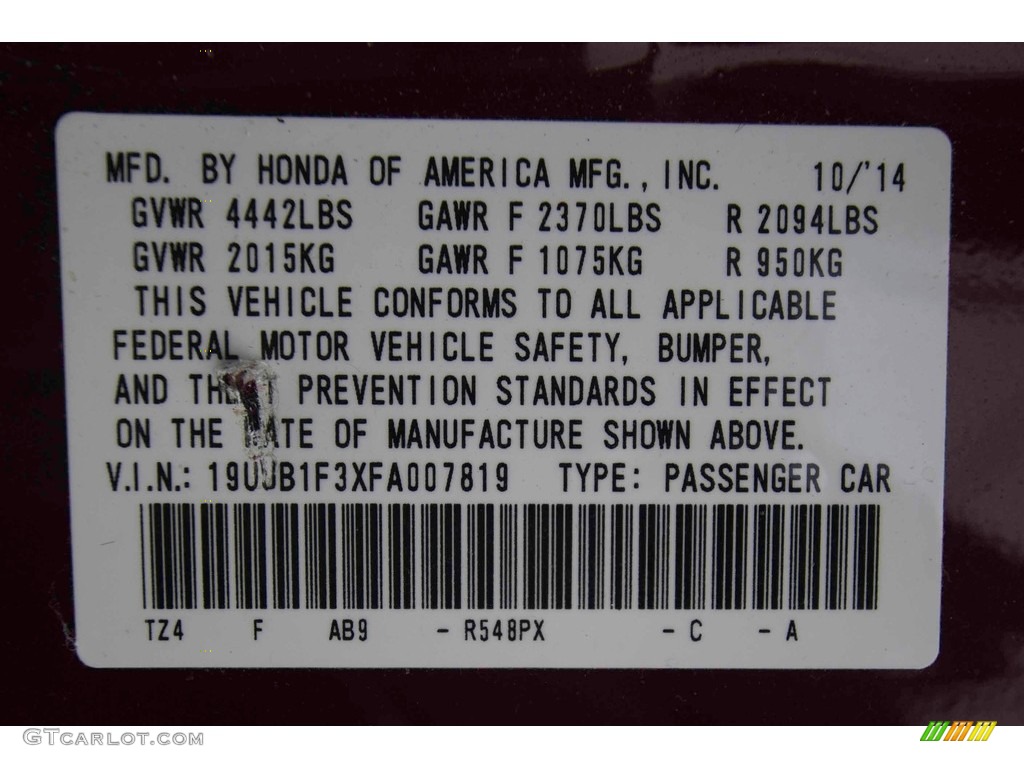 MFD. BY HONDA OF AMERICA MFG., INC. 10/'14
GVWR 4442LBS GAWR F 2370LBS R 2094LBS
GVWR 2015KG GAWR F 1075KG R 950KG
THIS VEHICLE CONFORMS TO ALL APPLICABLE
FEDERAL MOTOR VEHICLE SAFETY, BUMPER,
AND THEFT PREVENTION STANDARDS IN EFFECT
ON THE DATE OF MANUFACTURE SHOWN ABOVE.
V.I.N.: 19UUB1F3XFA007819 TYPE: PASSENGER CAR
TZ4 F AB9 - R548PX - C - A
GTCARLOT.COM